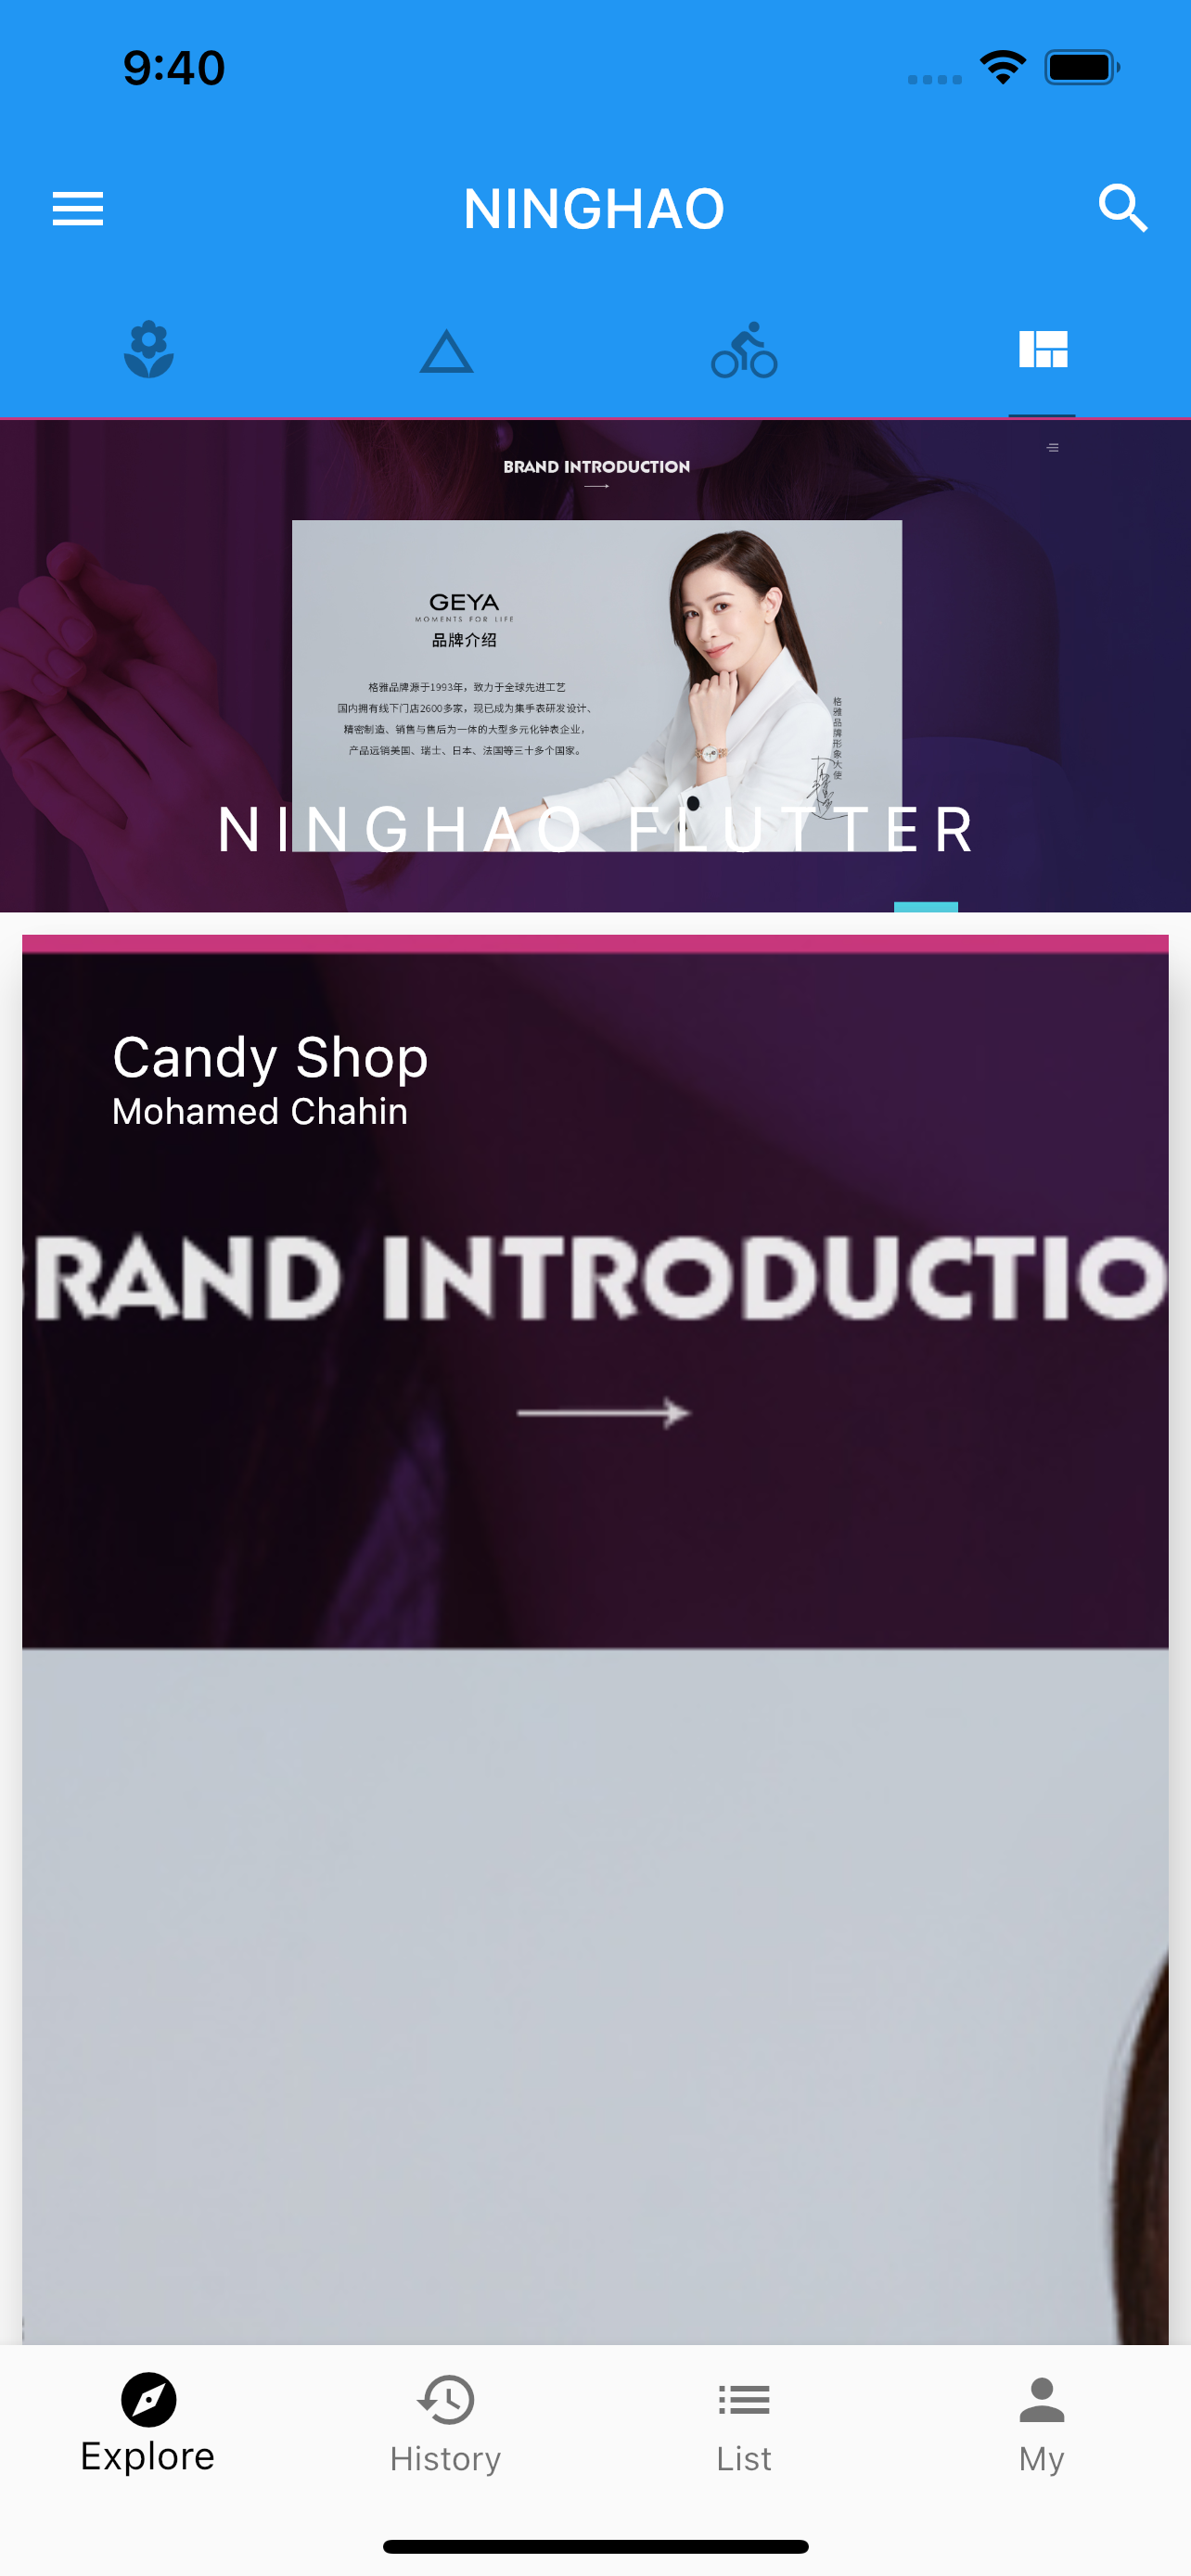 9:40
NINGHAO
BRAND INTRODUCTION
GEYA
MOMENTS FOR LIFE
品牌介绍
格雅品牌源于1993年，致力于全球先进工艺
国内拥有线下门店2600多家，现已成为集手表研发设计、
精密制造、销售与售后为一体的大型多元化钟表企业，
产品远销美国、瑞士、日本、法国等三十多个国家。
格雅品牌形象大使
NINGHAO FLUTTER
Candy Shop
Mohamed Chahin
RAND INTRODUCTIO
Explore
History
List
My